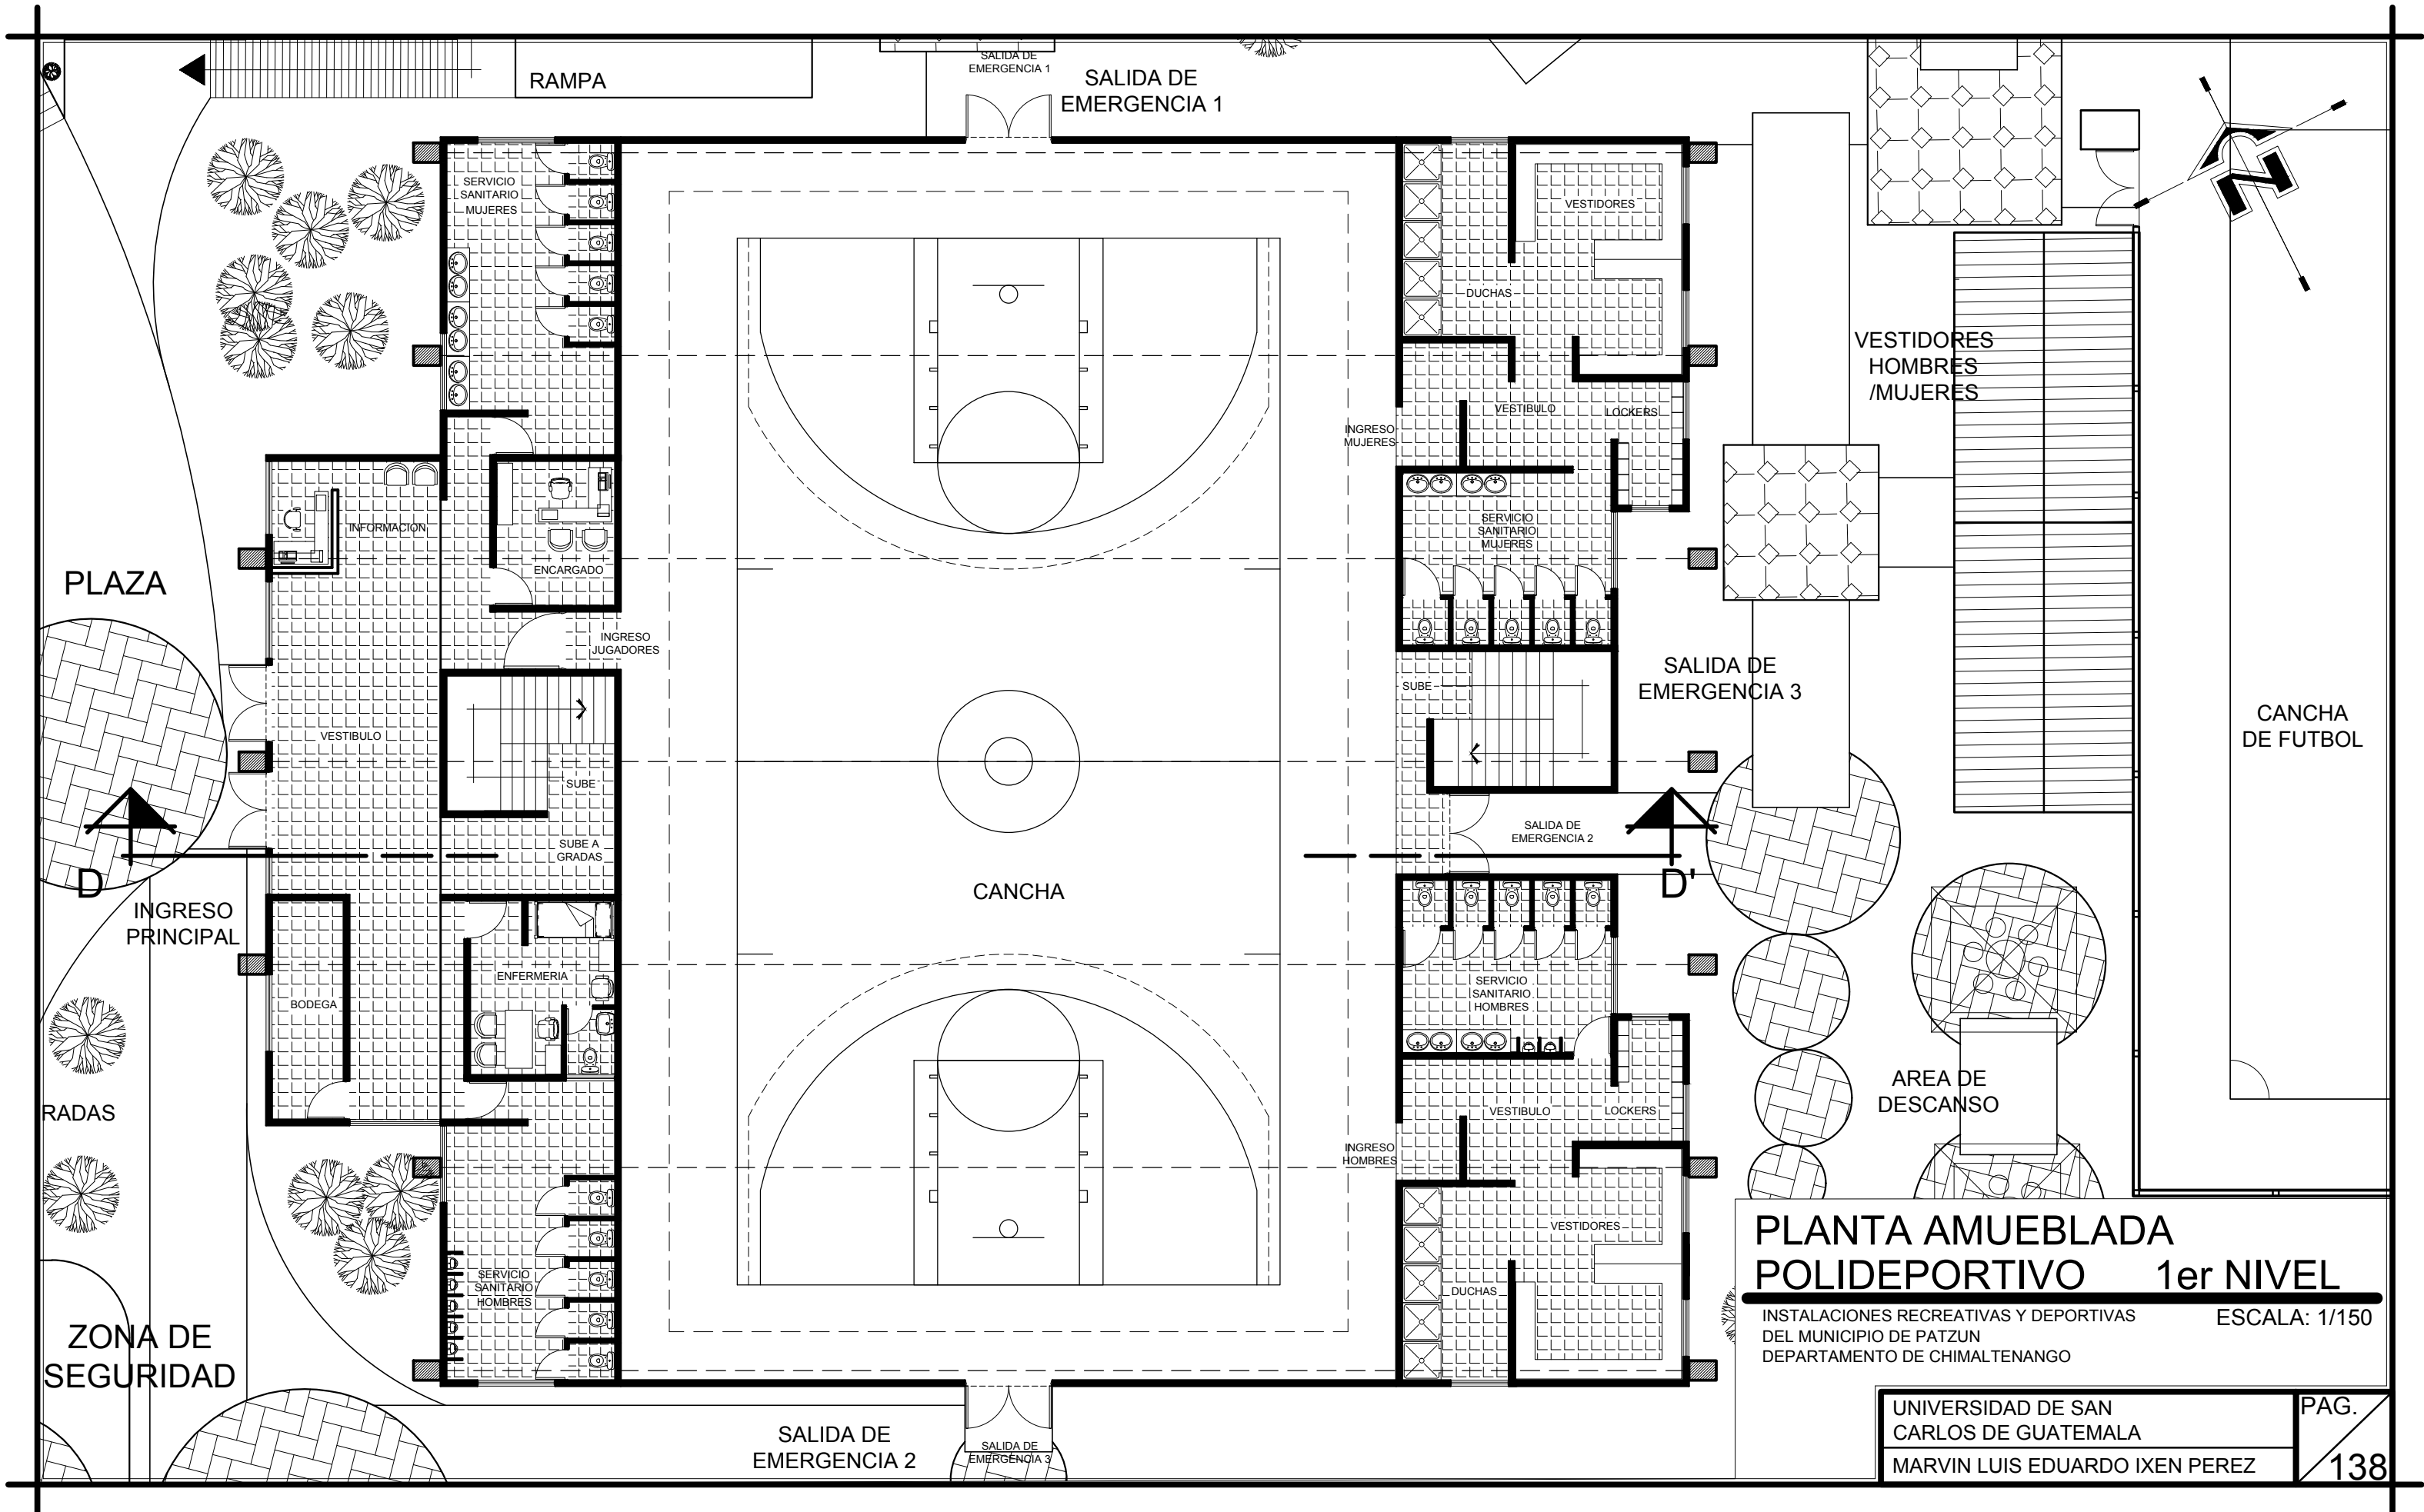 RAMPA
SALIDA DE
EMERGENCIA 1
SALIDA DE
EMERGENCIA 1
SERVICIO
SANITARIO
MUJERES
VESTIDORES
DUCHAS
VESTIDORES
HOMBRES
/MUJERES
VESTIBULO
LOCKERS
INGRESO
MUJERES
INFORMACION
ENCARGADO
SERVICIO
SANITARIO
MUJERES
PLAZA
INGRESO
JUGADORES
SUBE
SALIDA DE
EMERGENCIA 3
CANCHA
DE FUTBOL
VESTIBULO
SUBE
SUBE A
GRADAS
SALIDA DE
EMERGENCIA 2
D
D'
CANCHA
INGRESO
PRINCIPAL
ENFERMERIA
BODEGA
SERVICIO
SANITARIO
HOMBRES
AREA DE
DESCANSO
RADAS
VESTIBULO
LOCKERS
INGRESO
HOMBRES
VESTIDORES
DUCHAS
SERVICIO
SANITARIO
HOMBRES
ZONA DE
SEGURIDAD
SALIDA DE
EMERGENCIA 2
SALIDA DE
EMERGENCIA 3
N
PLANTA AMUEBLADA
POLIDEPORTIVO 1er NIVEL
INSTALACIONES RECREATIVAS Y DEPORTIVAS
DEL MUNICIPIO DE PATZUN
DEPARTAMENTO DE CHIMALTENANGO
ESCALA: 1/150
UNIVERSIDAD DE SAN
CARLOS DE GUATEMALA
MARVIN LUIS EDUARDO IXEN PEREZ
PAG.
138